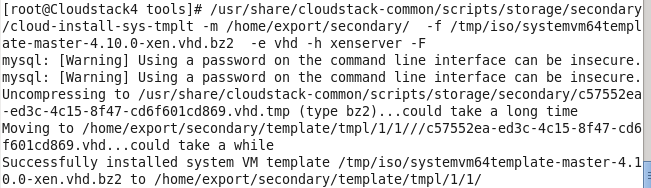 [root@Cloudstack4 tools]# /usr/share/cloudstack-common/scripts/storage/secondary
/cloud-install-sys-tmplt -m /home/export/secondary/  -f /tmp/iso/systemvm64templ
ate-master-4.10.0-xen.vhd.bz2  -e vhd -h xenserver -F
mysql: [Warning] Using a password on the command line interface can be insecure.
mysql: [Warning] Using a password on the command line interface can be insecure.
Uncompressing to /usr/share/cloudstack-common/scripts/storage/secondary/c57552ea
-ed3c-4c15-8f47-cd6f601cd869.vhd.tmp (type bz2)...could take a long time
Moving to /home/export/secondary/template/tmpl/1/1///c57552ea-ed3c-4c15-8f47-cd6
f601cd869.vhd...could take a while
Successfully installed system VM template /tmp/iso/systemvm64template-master-4.1
0.0-xen.vhd.bz2 to /home/export/secondary/template/tmpl/1/1/